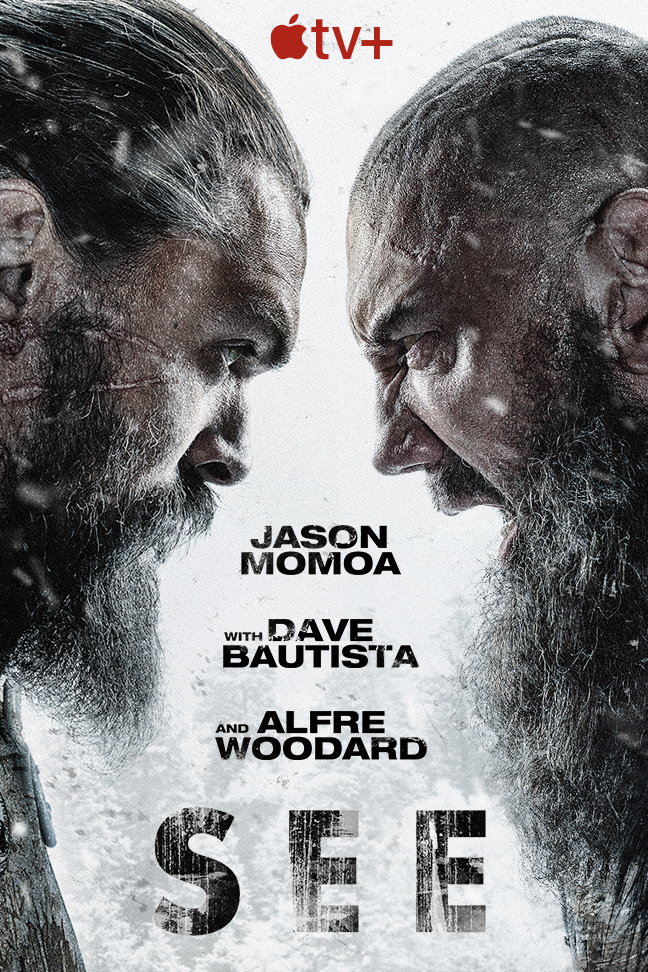 tv+
JASON
MOMOA
WITH DAVE
BAUTISTA
AND ALFRE
WOODARD
SEE